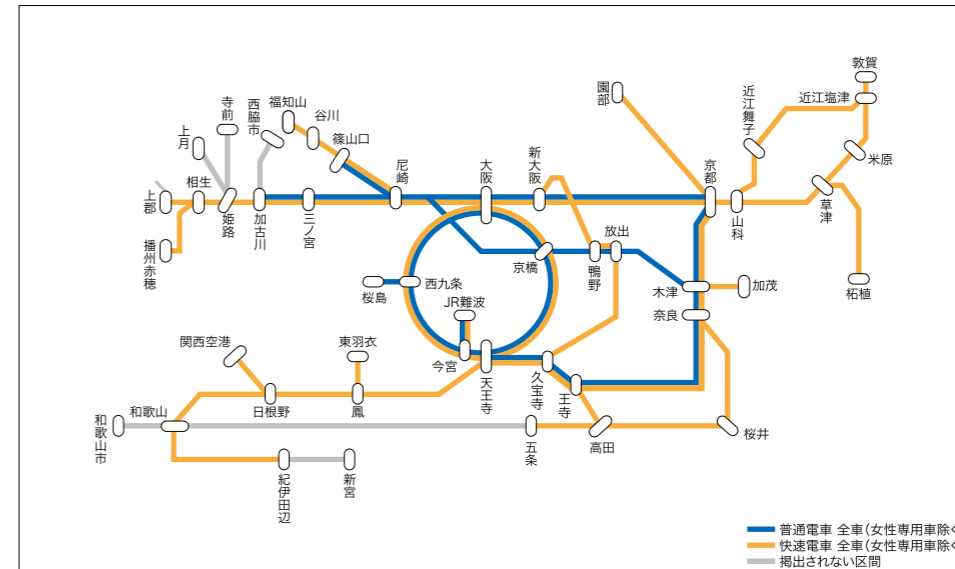 敦賀
近江塩津
園部
近江舞子
米原
寺前
西脇市
福知山
谷川
上月
篠山口
尼崎
大阪
新大阪
京都
山科
草津
相生
上郡
姫路
加古川
三ノ宮
播州赤穂
京橋
放出
鴨野
柘植
桜島
西九条
木津
加茂
JR難波
奈良
関西空港
東羽衣
今宮
天王寺
久宝寺
王寺
和歌山
日根野
鳳
和歌山市
五条
高田
桜井
紀伊田辺
新宮
普通電車 全車(女性専用車除く
快速電車 全車(女性専用車除く
掲出されない区間